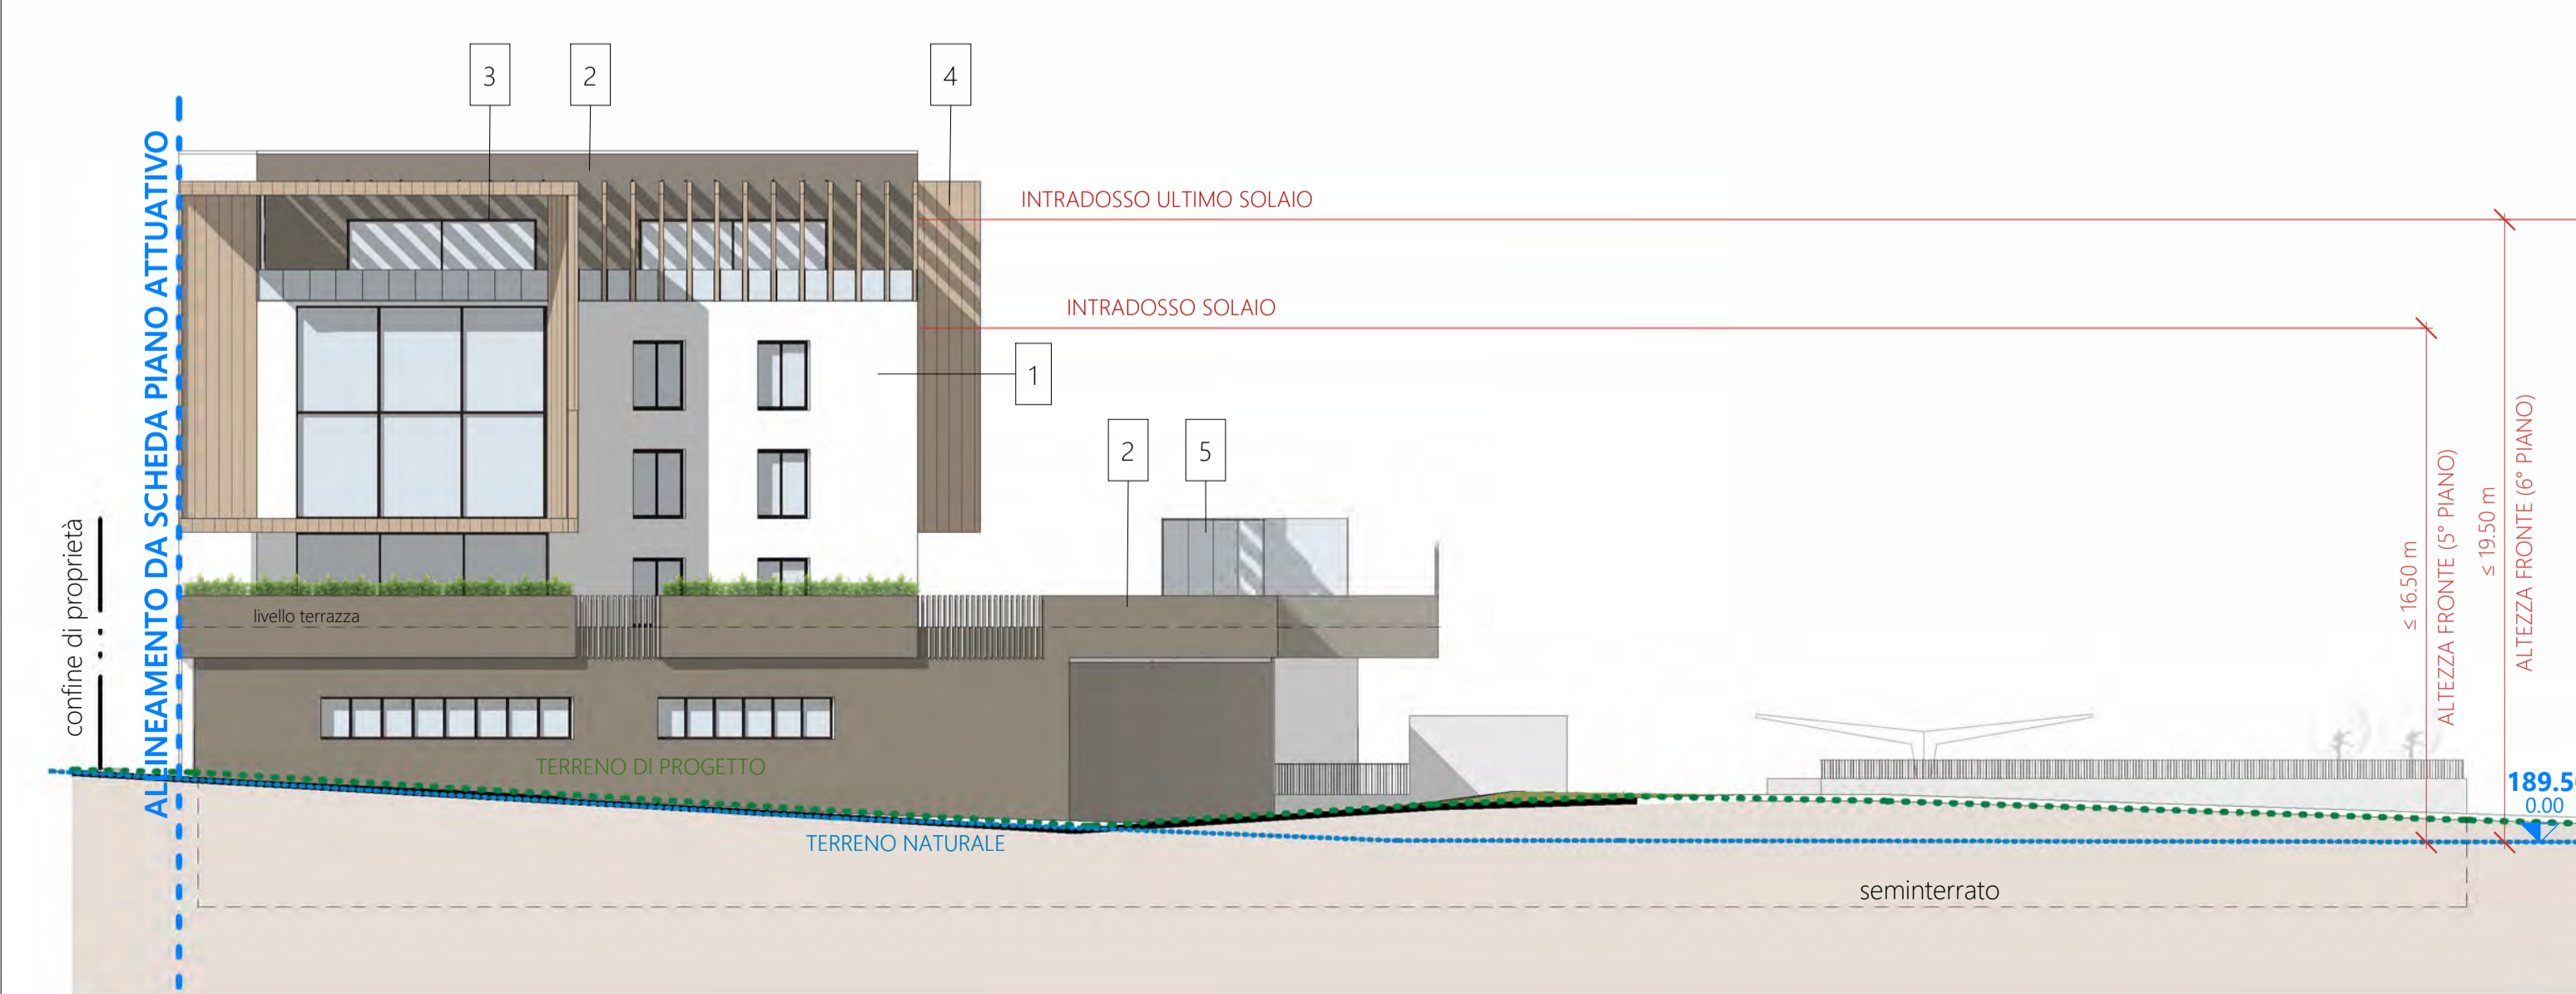 3
2
4
INTRADOSSO ULTIMO SOLAIO
INTRADOSSO SOLAIO
1
2
5
ALINEAMENTO DA SCHEDA PIANO ATTUATIVO
confine di proprietà
livello terrazza
TERRENO DI PROGETTO
TERRENO NATURALE
seminterrato
≤ 16.50 m
ALTEZZA FRONTE (5° PIANO)
≤ 19.50 m
ALTEZZA FRONTE (6° PIANO)
189.5
0.00